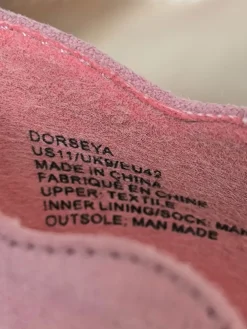 DORSEYA
US11/UK9/EU42
MADE IN CHINA
FABRIQUÉ EN CHINE
UPPER: TEXTILE
INNER LINING/SOCK: MAN
OUTSOLE: MAN MADE